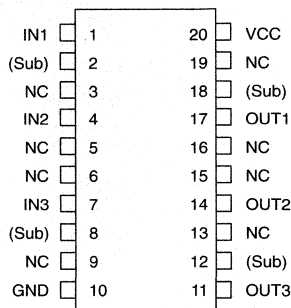 IN1 1 20 VCC
(Sub) 2 19 NC
NC 3 18 (Sub)
IN2 4 17 OUT1
NC 5 16 NC
NC 6 15 NC
IN3 7 14 OUT2
(Sub) 8 13 NC
NC 9 12 (Sub)
GND 10 11 OUT3